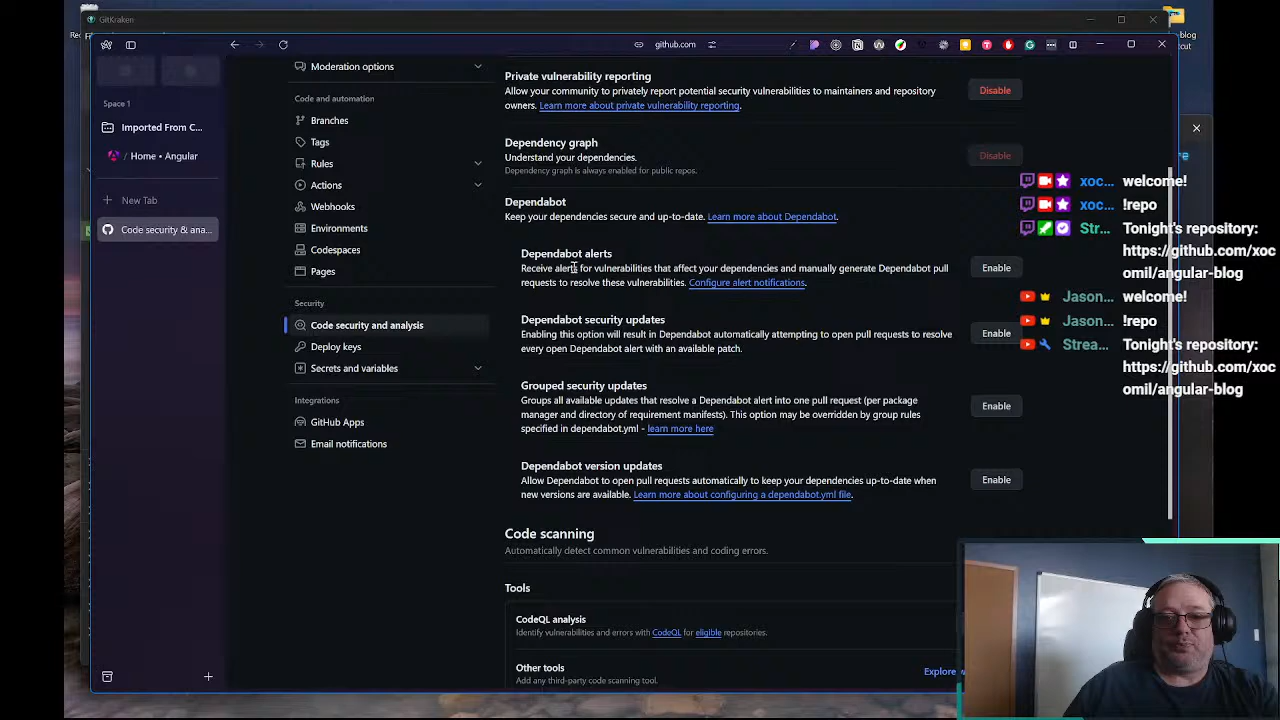 GitKraken
github.com
Space 1
Imported From C...
/ Home • Angular
New Tab
Code security & ana...
Moderation options
Code and automation
Branches
Tags
Rules
Actions
Webhooks
Environments
Codespaces
Pages
Security
Code security and analysis
Deploy keys
Secrets and variables
Integrations
GitHub Apps
Email notifications
Private vulnerability reporting
Allow your community to privately report potential security vulnerabilities to maintainers and repository
owners. Learn more about private vulnerability reporting.
Disable
Dependency graph
Understand your dependencies.
Dependency graph is always enabled for public repos.
Disable
Dependabot
Keep your dependencies secure and up-to-date. Learn more about Dependabot.
Dependabot alerts
Receive alerts for vulnerabilities that affect your dependencies and manually generate Dependabot pull
requests to resolve these vulnerabilities. Configure alert notifications.
Enable
Dependabot security updates
Enabling this option will result in Dependabot automatically attempting to open pull requests to resolve
every open Dependabot alert with an available patch.
Enable
Grouped security updates
Groups all available updates that resolve a Dependabot alert into one pull request (per package
manager and directory of requirement manifests). This option may be overridden by group rules
specified in dependabot.yml - learn more here
Enable
Dependabot version updates
Allow Dependabot to open pull requests automatically to keep your dependencies up-to-date when
new versions are available. Learn more about configuring a dependabot.yml file.
Enable
Code scanning
Automatically detect common vulnerabilities and coding errors.
Tools
CodeQL analysis
Identify vulnerabilities and errors with CodeQL for eligible repositories.
Other tools
Add any third-party code scanning tool.
Explore
xoc... welcome!
xoc... !repo
Str... Tonight's repository:
https://github.com/xoc
omil/angular-blog
Jason... welcome!
Jason... !repo
Strea... Tonight's repository:
https://github.com/xoc
omil/angular-blog